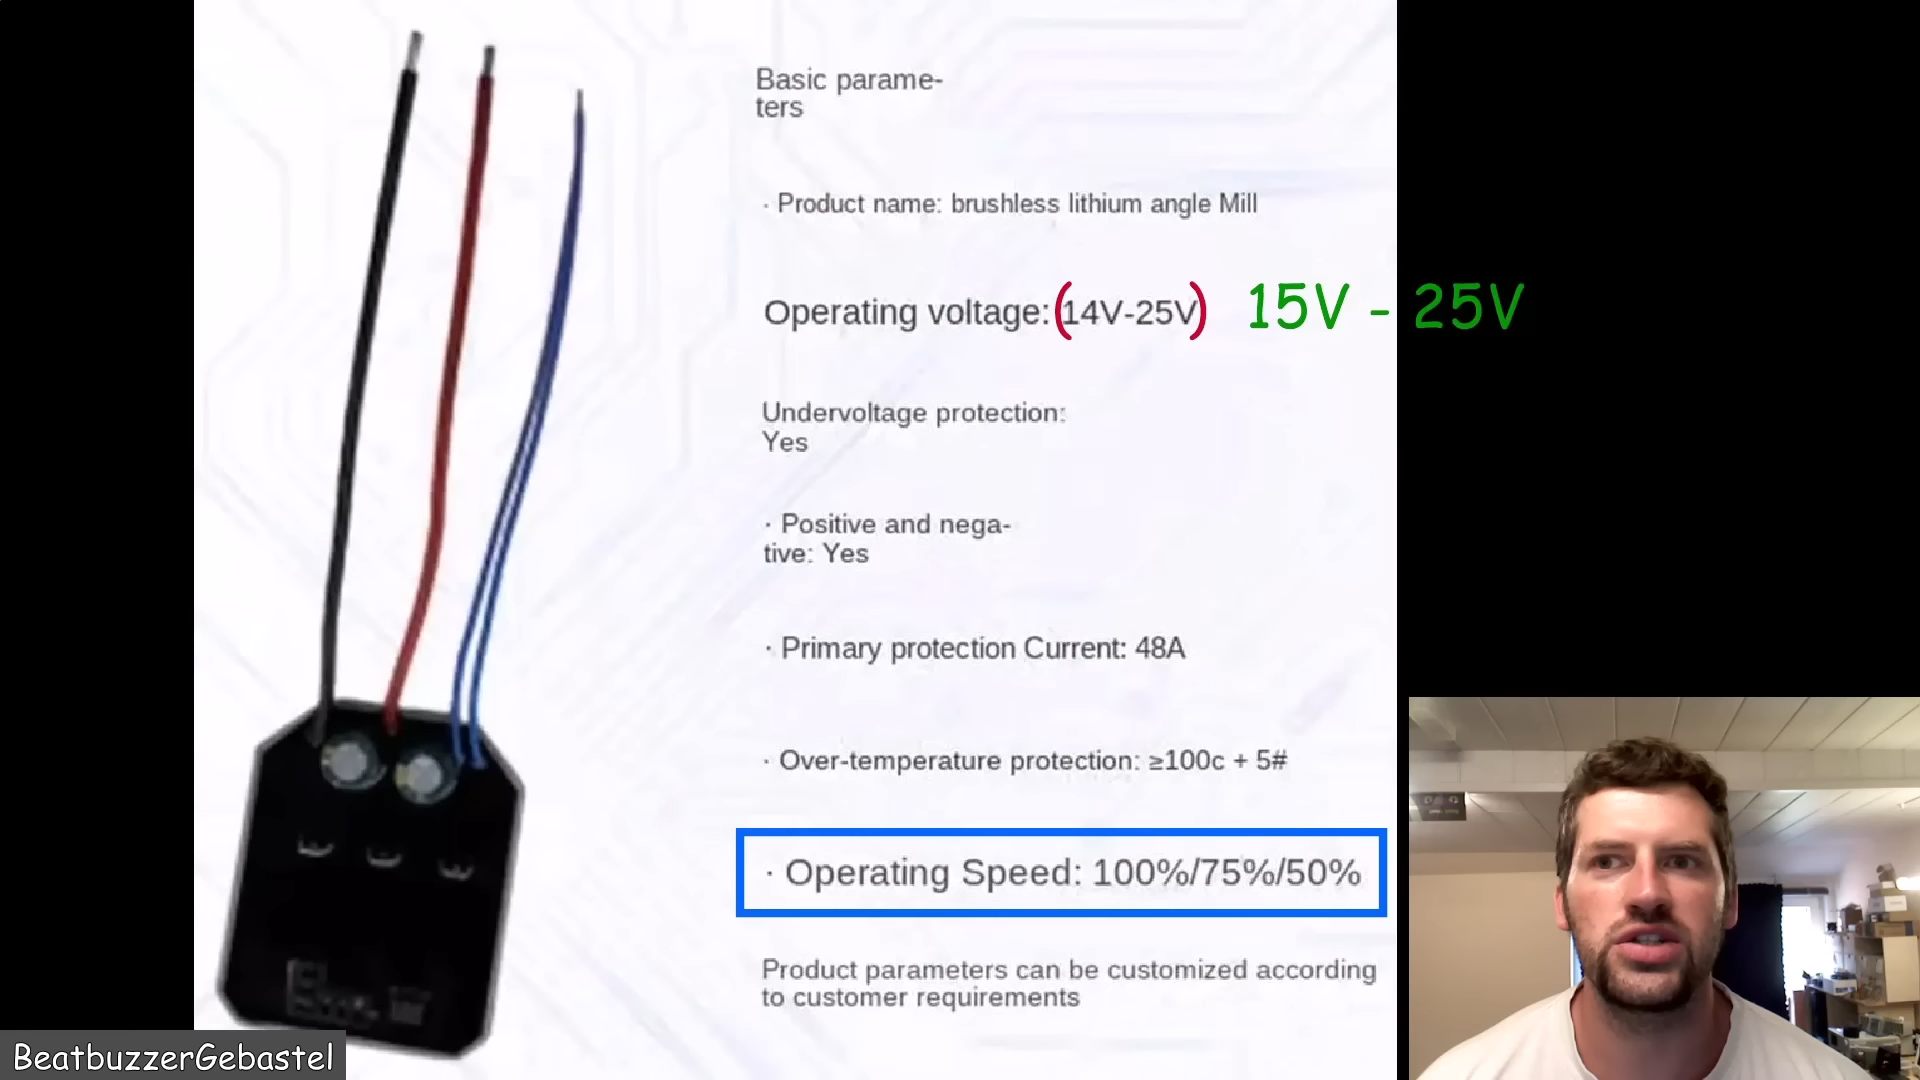 Basic parame-
ters
· Product name: brushless lithium angle Mill
Operating voltage: (14V-25V) 15V - 25V
Undervoltage protection:
Yes
· Positive and nega-
tive: Yes
· Primary protection Current: 48A
· Over-temperature protection: ≥100c + 5#
· Operating Speed: 100%/75%/50%
Product parameters can be customized according
to customer requirements
BeatbuzzerGebastel